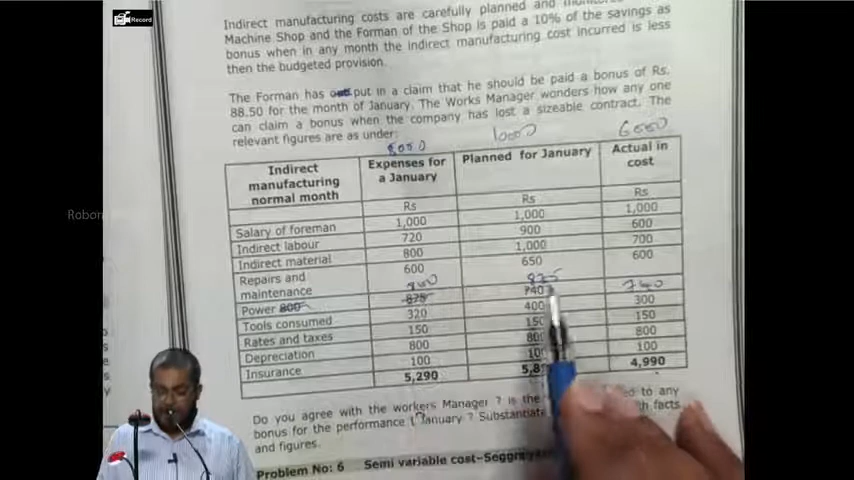 Record
Indirect manufacturing costs are carefully planned and
Machine Shop and the Forman of the Shop is paid a 10% of the savings as
bonus when in any month the indirect manufacturing cost incurred is less
then the budgeted provision.
The Forman has put in a claim that he should be paid a bonus of Rs.
88.50 for the month of January. The Works Manager wonders how any one
can claim a bonus when the company has lost a sizeable contract. The
relevant figures are as under:
8000 10000 6000
Indirect manufacturing normal month Expenses for a January Planned for January Actual in cost
Rs Rs Rs
Salary of foreman 1,000 1,000 1,000
Indirect labour 720 900 600
Indirect material 800 1,000 700
Repairs and maintenance 600 650 600
Power 800 875 800 740 875 740
Tools consumed 320 400 300
Rates and taxes 150 150 150
Depreciation 800 800 800
Insurance 100 100 100
5,290 4,990
Do you agree with the workers Manager ? is the to any
bonus for the performance January ? Substantiate facts
and figures.
Problem No: 6 Semi variable cost-